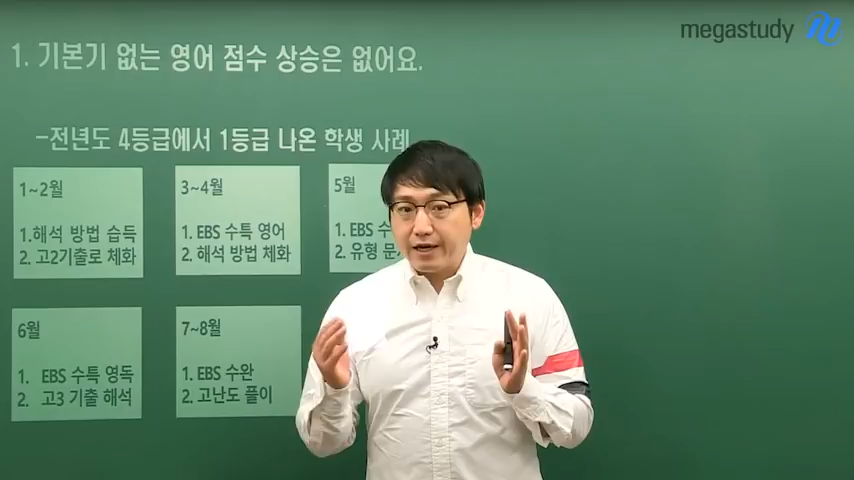 megastudy
1. 기본기 없는 영어 점수 상승은 없어요.
-전년도 4등급에서 1등급 나온 학생 사례
1~2월
1.해석 방법 습득
2. 고2기출로 체화
3~4월
1. EBS 수특 영어
2. 해석 방법 체화
5월
1. EBS
2. 유형
6월
1. EBS 수특 영독
2. 고3 기출 해석
7~8월
1. EBS 수완
2. 고난도 풀이